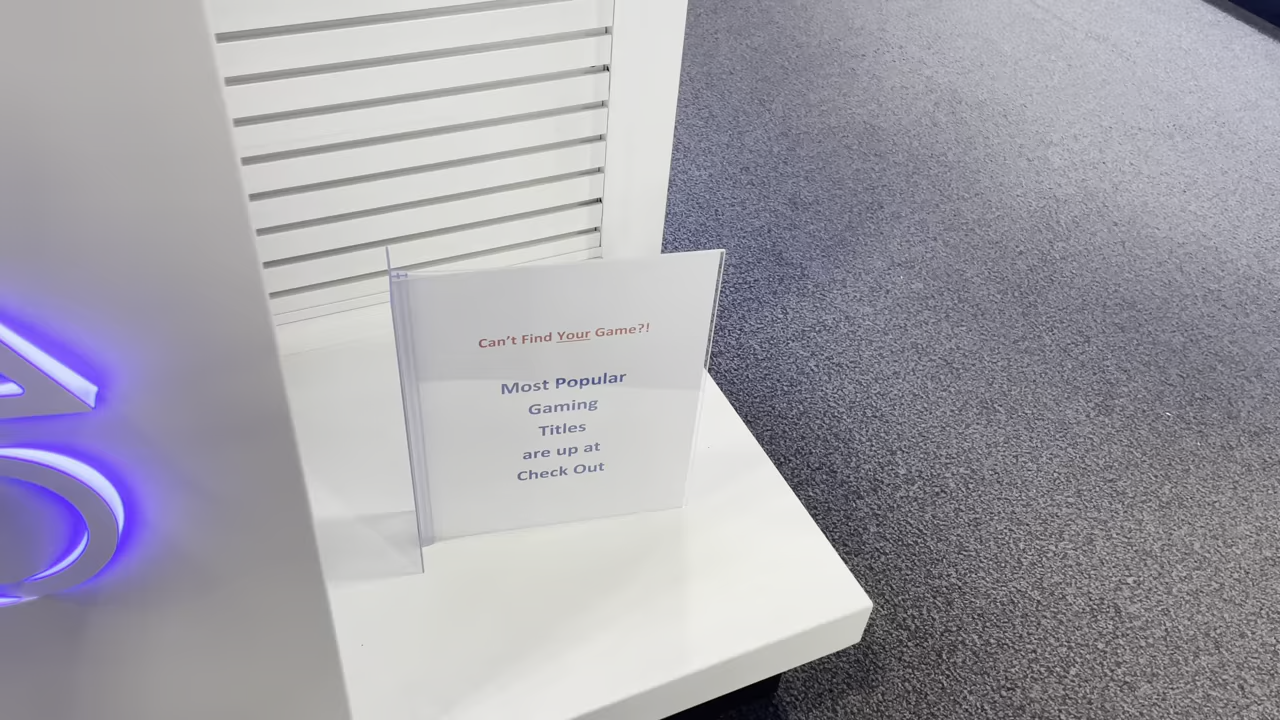 Can't Find Your Game?!
Most Popular
Gaming
Titles
are up at
Check Out